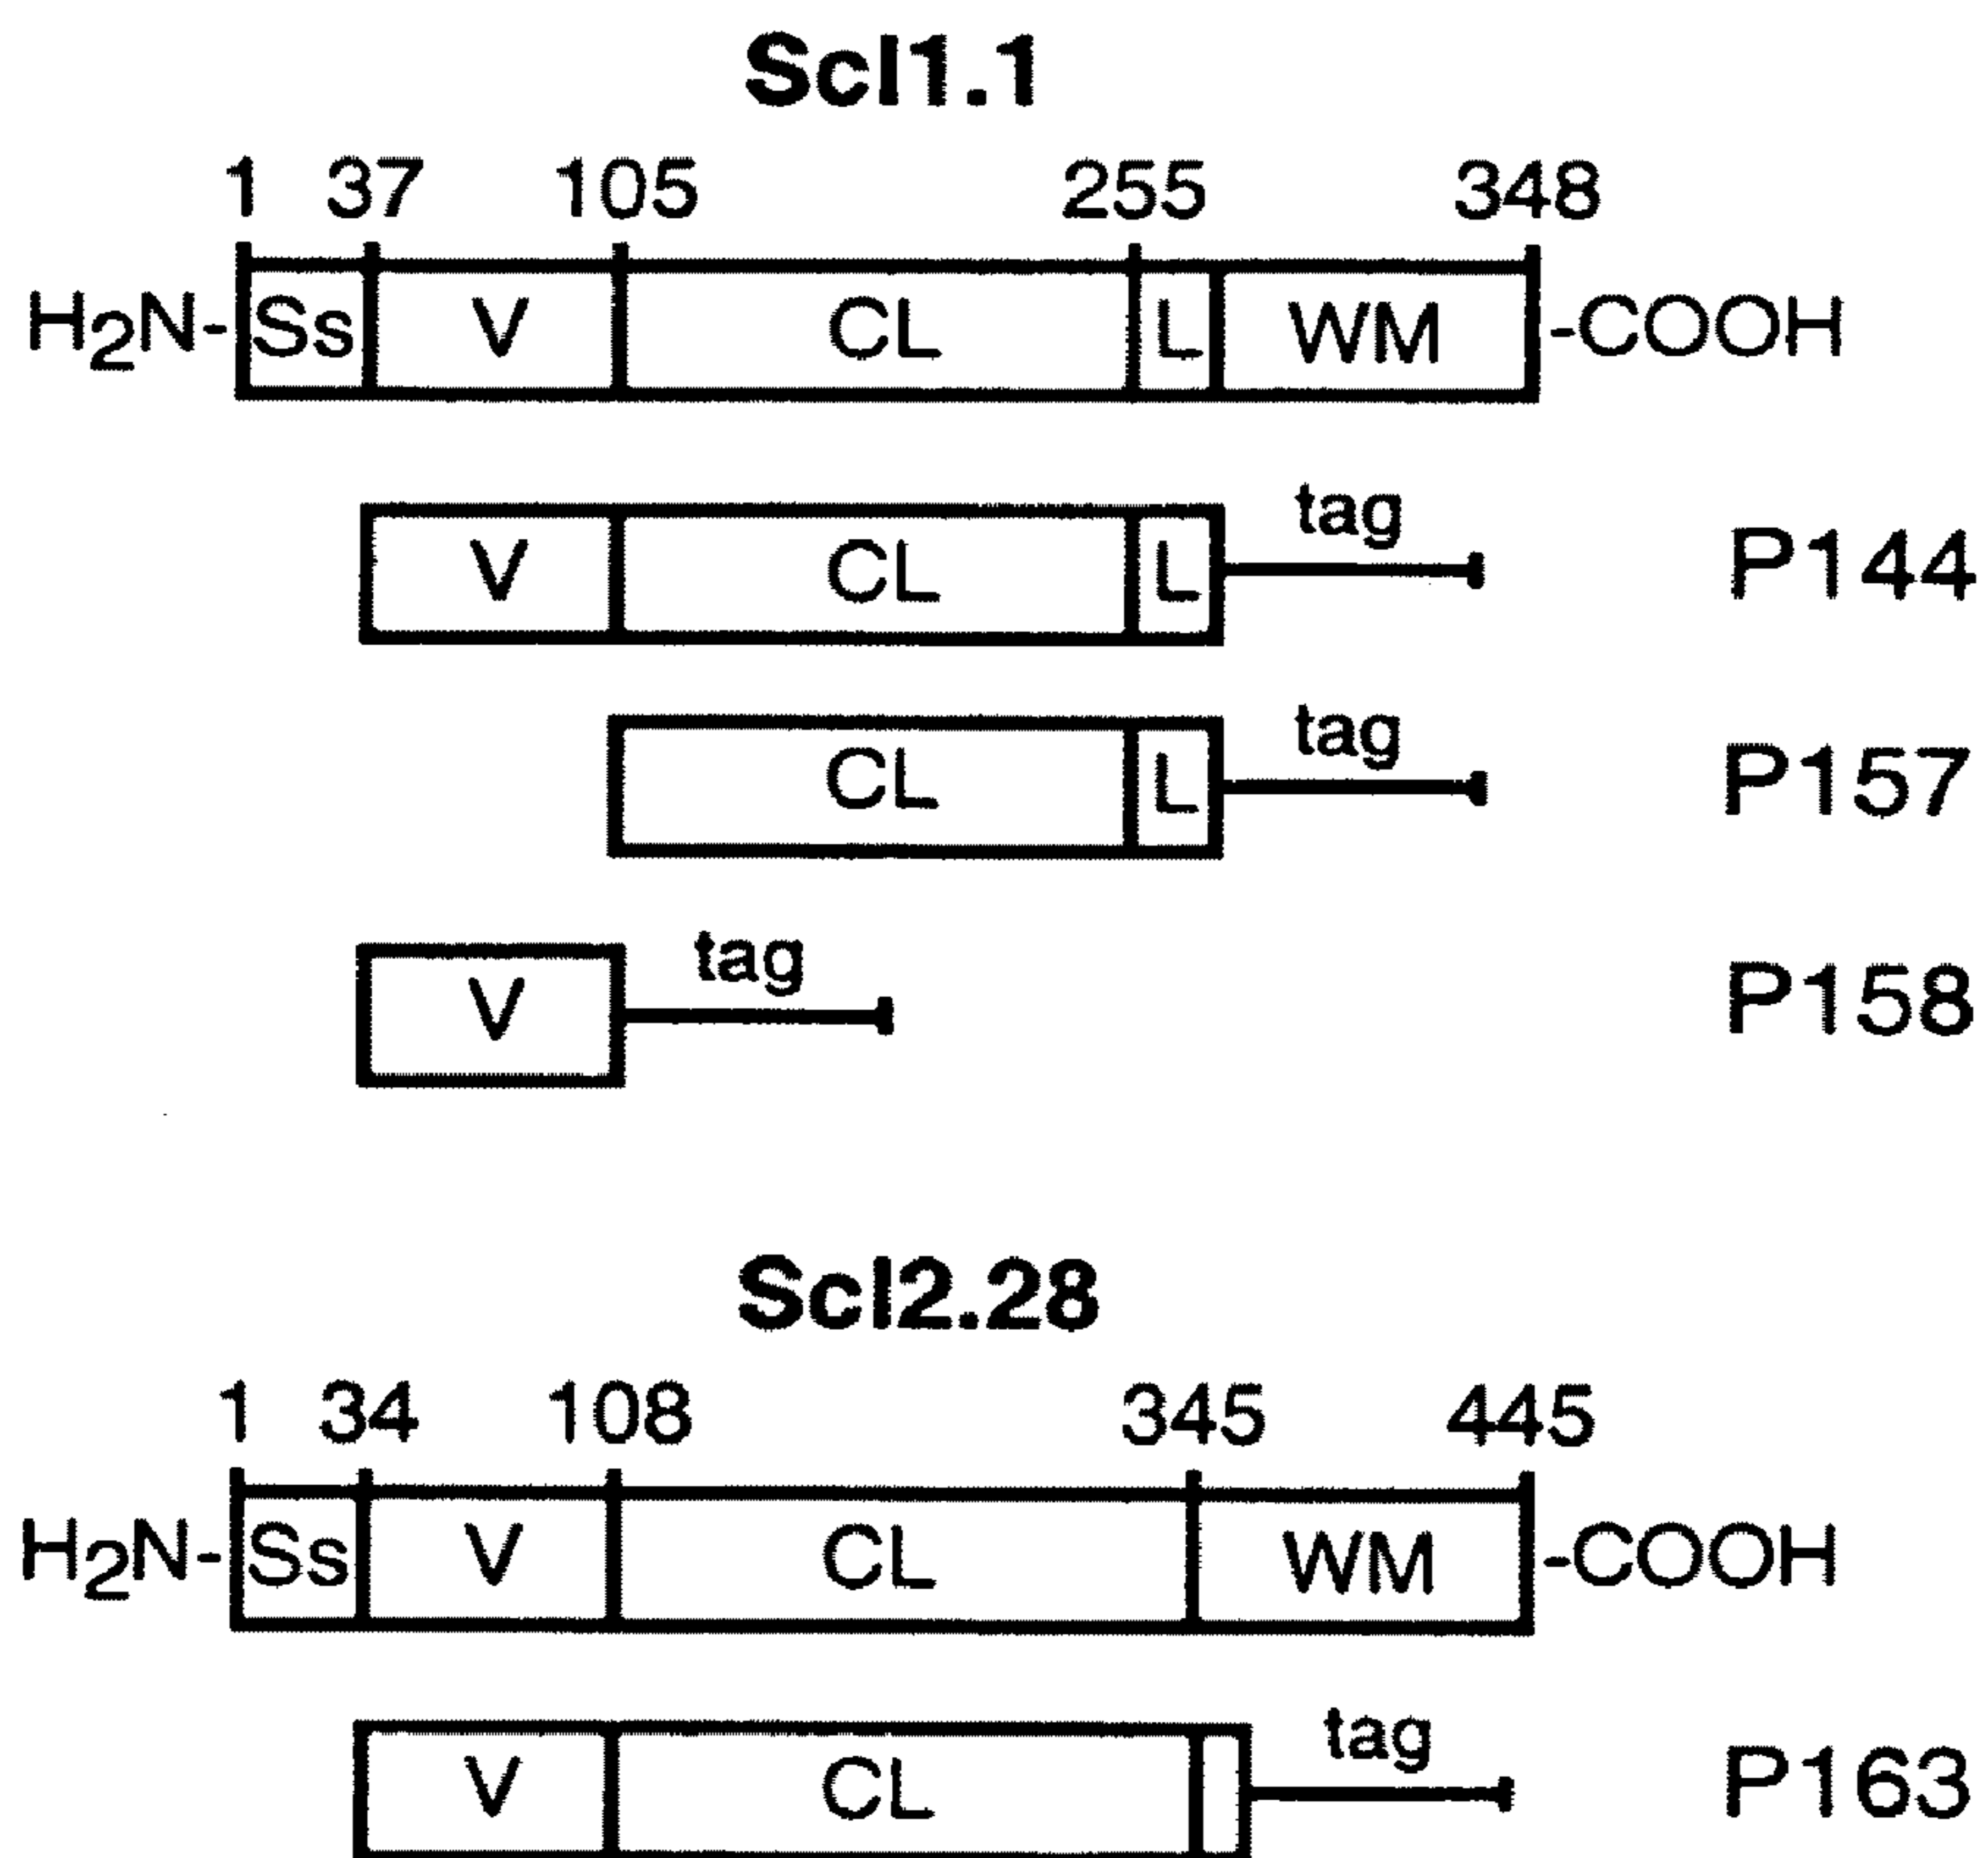 Scl1.1
1 37 105 255 348
H2N- Ss V CL L WM -COOH
tag
V CL L P144
tag
CL L P157
tag
V P158
Scl2.28
1 34 108 345 445
H2N- Ss V CL WM -COOH
tag
V CL P163